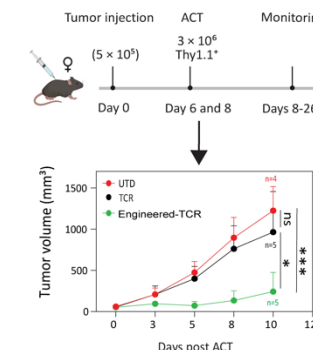 Tumor injection ACT Monitorin
(5 × 10⁵) 3 × 10⁶
Thy1.1⁺
♀
Day 0 Day 6 and 8 Days 8-26
Tumor volume (mm³)
1500
1000
500
0
UTD
TCR
Engineered-TCR
n=4
n=5
n=5
ns
*
***
0 3 5 8 10 12
Days post ACT